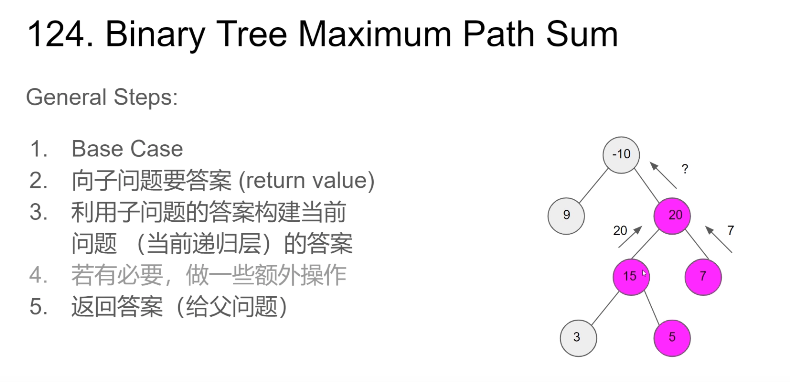 124. Binary Tree Maximum Path Sum
General Steps:
1. Base Case
2. 向子问题要答案 (return value)
3. 利用子问题的答案构建当前
问题 （当前递归层）的答案
4. 若有必要，做一些额外操作
5. 返回答案（给父问题）
-10
?
9
20
20
7
15
7
3
5